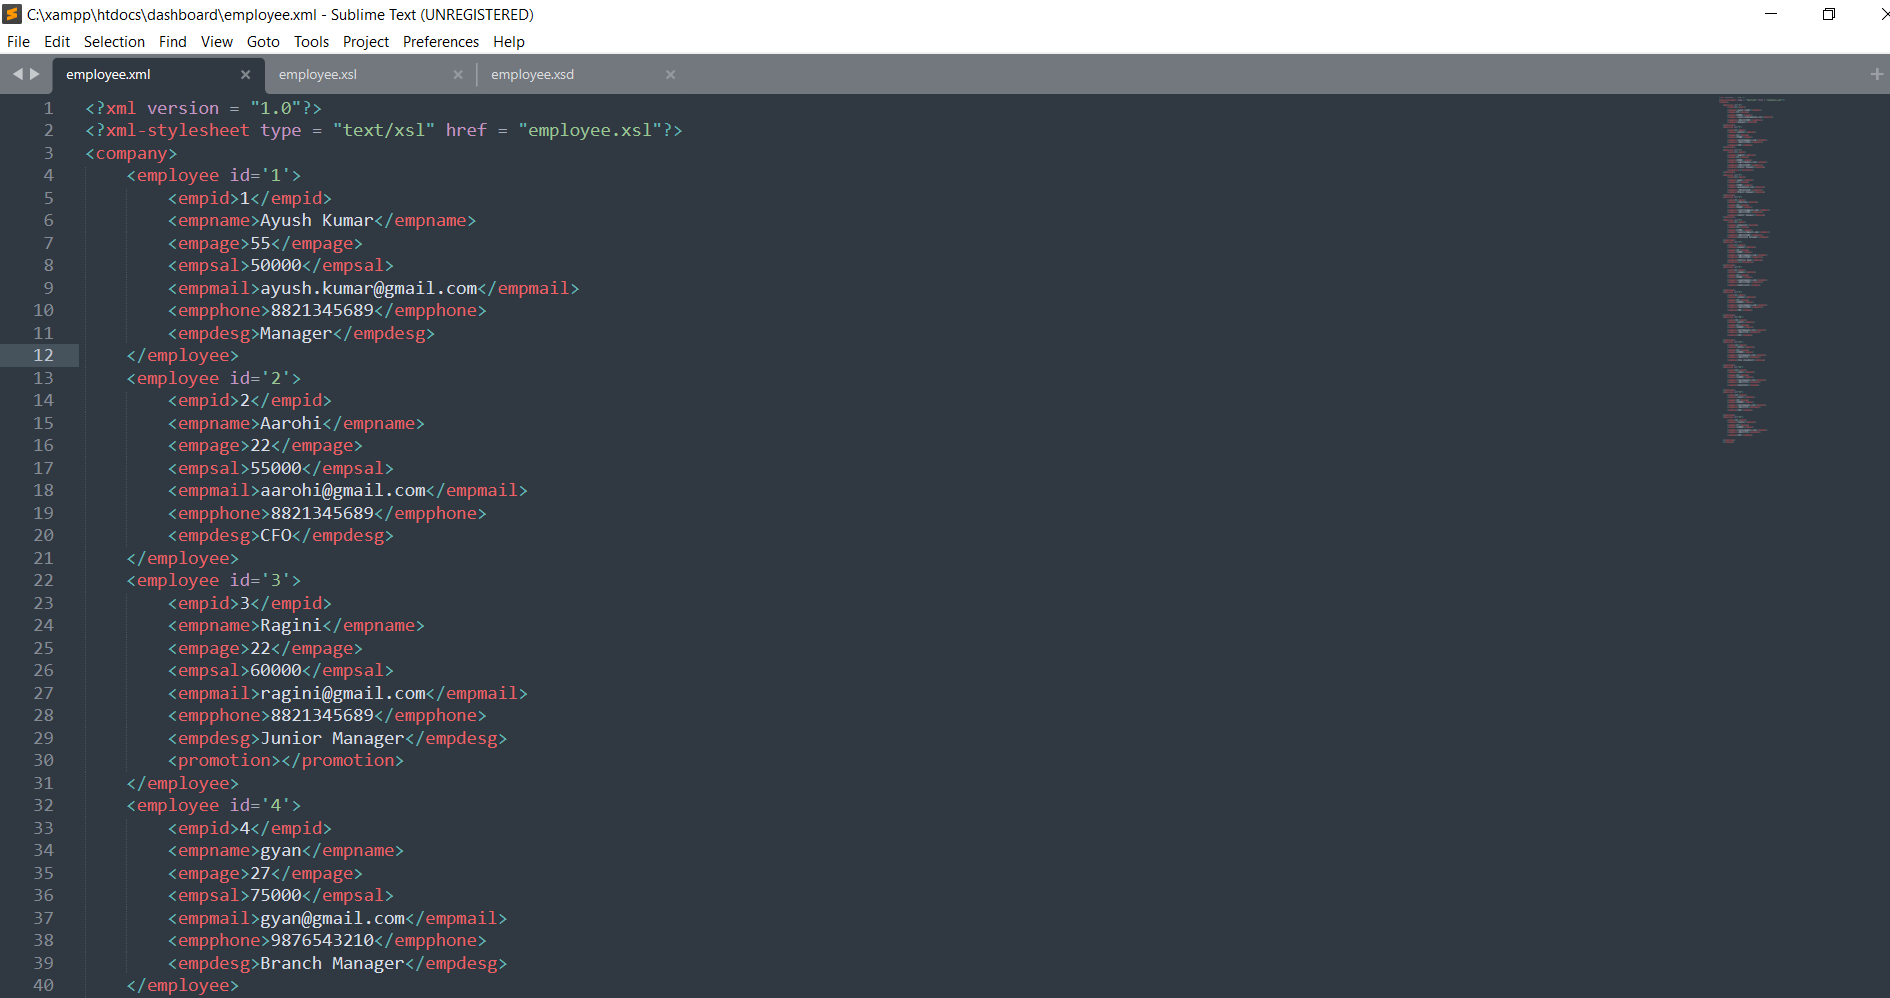 C:\xampp\htdocs\dashboard\employee.xml - Sublime Text (UNREGISTERED)
File Edit Selection Find View Goto Tools Project Preferences Help
employee.xml employee.xsl employee.xsd
1 <?xml version = "1.0"?>
2 <?xml-stylesheet type = "text/xsl" href = "employee.xsl"?>
3 <company>
4 <employee id='1'>
5 <empid>1</empid>
6 <empname>Ayush Kumar</empname>
7 <empage>55</empage>
8 <empsal>50000</empsal>
9 <empmail>ayush.kumar@gmail.com</empmail>
10 <empphone>8821345689</empphone>
11 <empdesg>Manager</empdesg>
12 </employee>
13 <employee id='2'>
14 <empid>2</empid>
15 <empname>Aarohi</empname>
16 <empage>22</empage>
17 <empsal>55000</empsal>
18 <empmail>aarohi@gmail.com</empmail>
19 <empphone>8821345689</empphone>
20 <empdesg>CFO</empdesg>
21 </employee>
22 <employee id='3'>
23 <empid>3</empid>
24 <empname>Ragini</empname>
25 <empage>22</empage>
26 <empsal>60000</empsal>
27 <empmail>ragini@gmail.com</empmail>
28 <empphone>8821345689</empphone>
29 <empdesg>Junior Manager</empdesg>
30 <promotion></promotion>
31 </employee>
32 <employee id='4'>
33 <empid>4</empid>
34 <empname>gyan</empname>
35 <empage>27</empage>
36 <empsal>75000</empsal>
37 <empmail>gyan@gmail.com</empmail>
38 <empphone>9876543210</empphone>
39 <empdesg>Branch Manager</empdesg>
40 </employee>